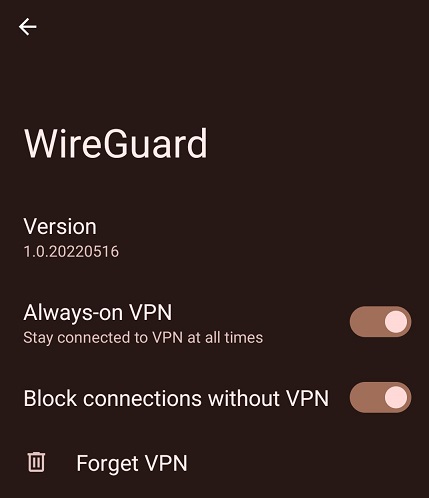 WireGuard
Version
1.0.20220516
Always-on VPN
Stay connected to VPN at all times
Block connections without VPN
Forget VPN